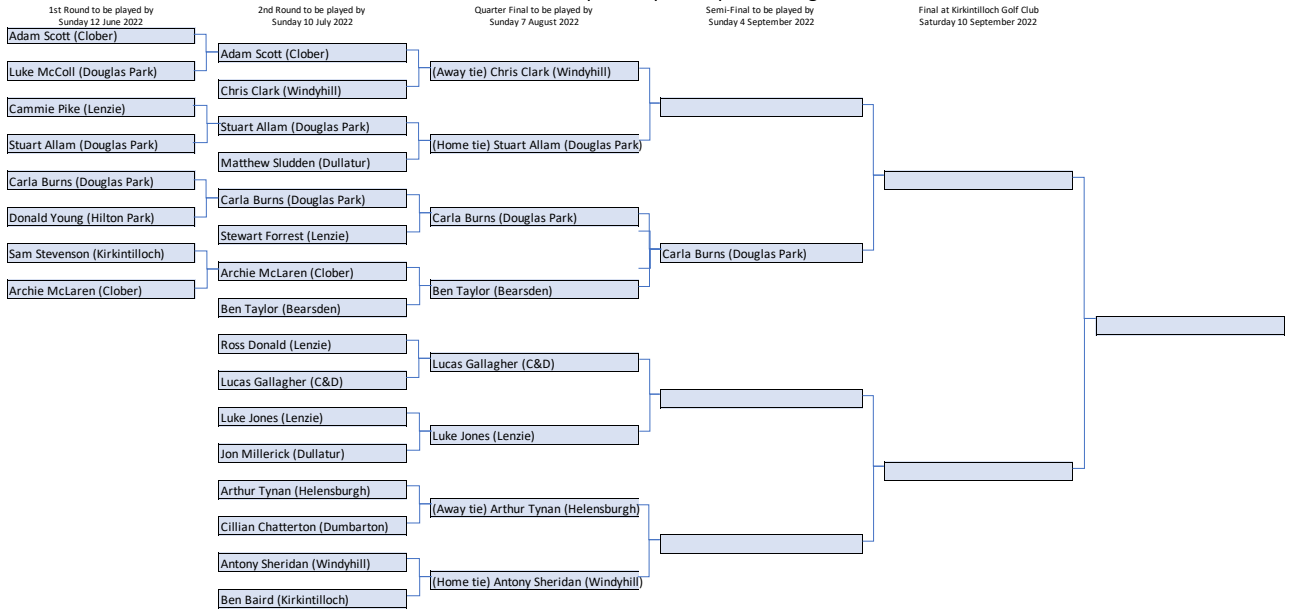 1st Round to be played by
Sunday 12 June 2022
2nd Round to be played by
Sunday 10 July 2022
Quarter Final to be played by
Sunday 7 August 2022
Semi-Final to be played by
Sunday 4 September 2022
Final at Kirkintilloch Golf Club
Saturday 10 September 2022
Adam Scott (Clober)
Luke McColl (Douglas Park)
Cammie Pike (Lenzie)
Stuart Allam (Douglas Park)
Carla Burns (Douglas Park)
Donald Young (Hilton Park)
Sam Stevenson (Kirkintilloch)
Archie McLaren (Clober)
Adam Scott (Clober)
Chris Clark (Windyhill)
Stuart Allam (Douglas Park)
Matthew Sludden (Dullatur)
Carla Burns (Douglas Park)
Stewart Forrest (Lenzie)
Archie McLaren (Clober)
Ben Taylor (Bearsden)
Ross Donald (Lenzie)
Lucas Gallagher (C&D)
Luke Jones (Lenzie)
Jon Millerick (Dullatur)
Arthur Tynan (Helensburgh)
Cillian Chatterton (Dumbarton)
Antony Sheridan (Windyhill)
Ben Baird (Kirkintilloch)
(Away tie) Chris Clark (Windyhill)
(Home tie) Stuart Allam (Douglas Park)
Carla Burns (Douglas Park)
Ben Taylor (Bearsden)
Lucas Gallagher (C&D)
Luke Jones (Lenzie)
(Away tie) Arthur Tynan (Helensburgh)
(Home tie) Antony Sheridan (Windyhill)
Carla Burns (Douglas Park)